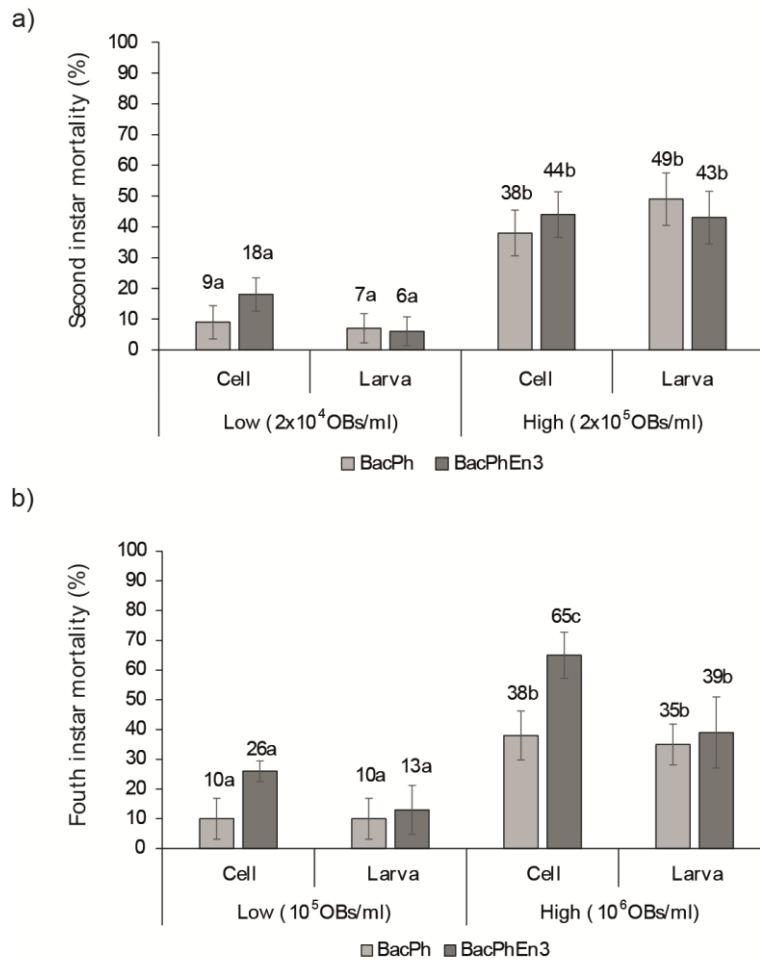 a)
Second instar mortality (%)
100
90
80
70
60
50
40
30
20
10
0
9a 18a 7a 6a 38b 44b 49b 43b
Cell Larva Cell Larva
Low (2x10⁴OBs/ml) High (2x10⁵OBs/ml)
BacPh BacPhEn3
b)
Fouth instar mortality (%)
100
90
80
70
60
50
40
30
20
10
0
10a 26a 10a 13a 38b 65c 35b 39b
Cell Larva Cell Larva
Low (10⁵OBs/ml) High (10⁶OBs/ml)
BacPh BacPhEn3